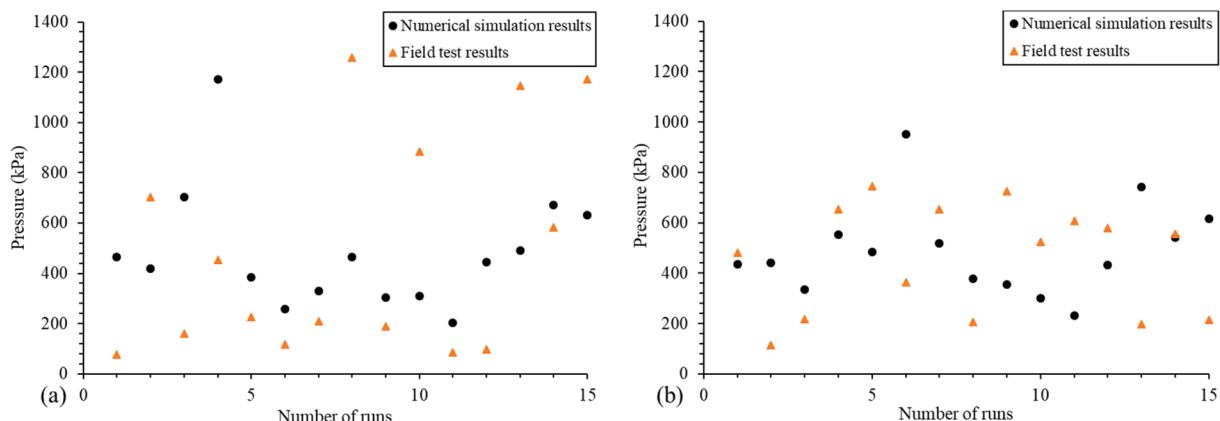 1400
1200
1000
800
600
400
200
0
Pressure (kPa)
Numerical simulation results
Field test results
0 5 10 15
Number of runs
(a)
1400
1200
1000
800
600
400
200
0
Pressure (kPa)
Numerical simulation results
Field test results
0 5 10 15
Number of runs
(b)